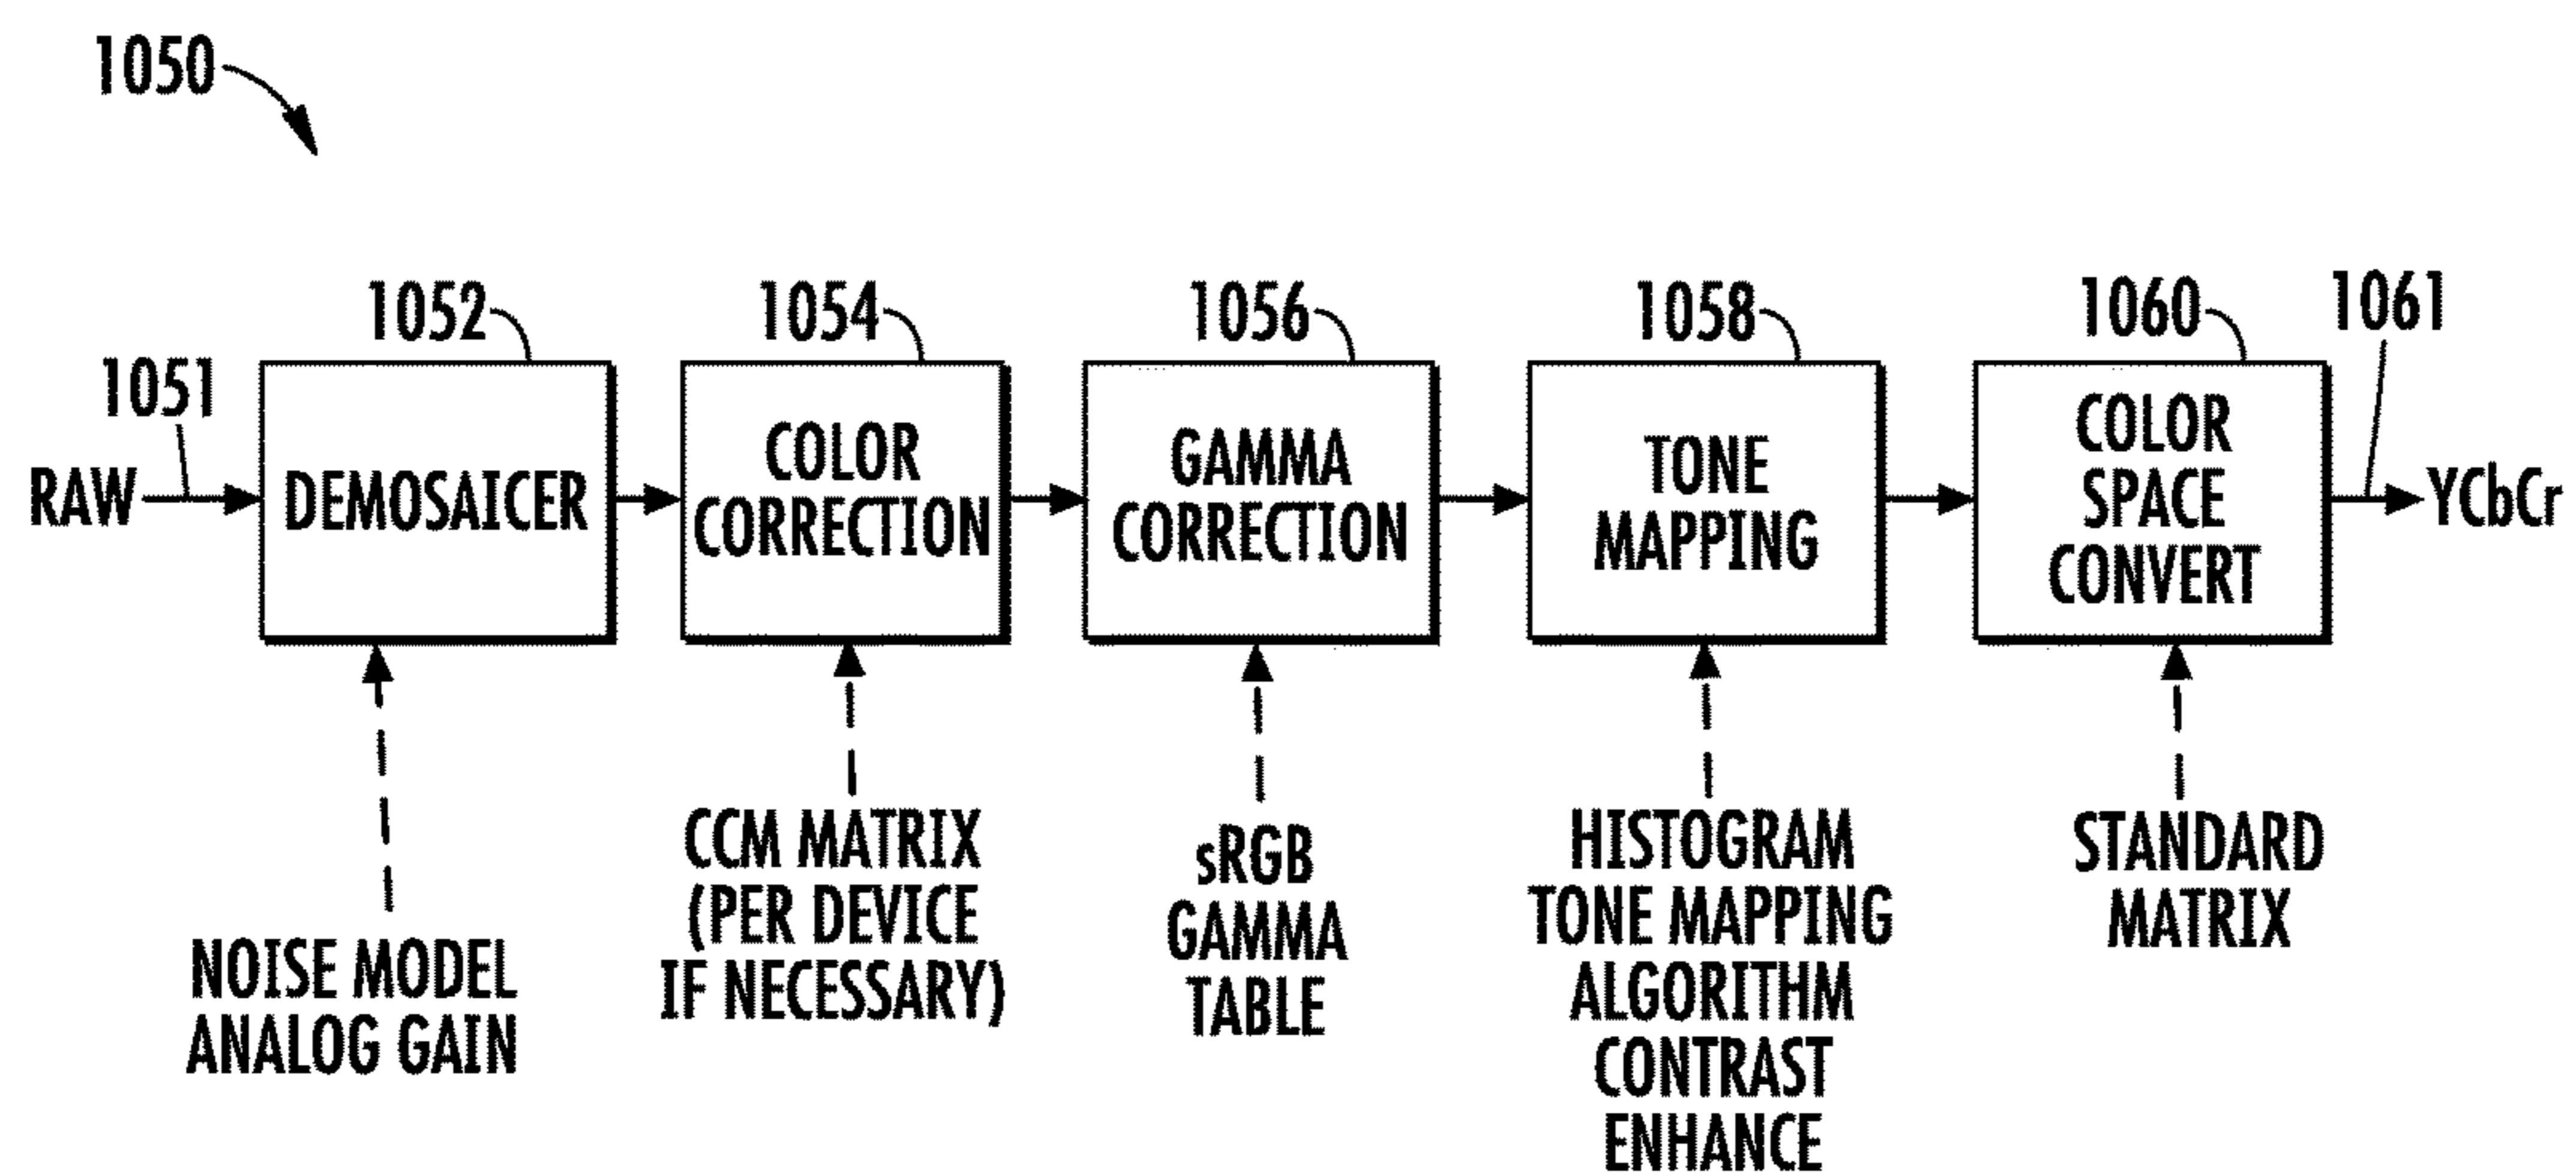 1050
1052
1054
1056
1058
1060
1061
1051
RAW
DEMOSAICER
COLOR
CORRECTION
GAMMA
CORRECTION
TONE
MAPPING
COLOR
SPACE
CONVERT
YCbCr
NOISE MODEL
ANALOG GAIN
CCM MATRIX
(PER DEVICE
IF NECESSARY)
sRGB
GAMMA
TABLE
HISTOGRAM
TONE MAPPING
ALGORITHM
CONTRAST
ENHANCE
STANDARD
MATRIX